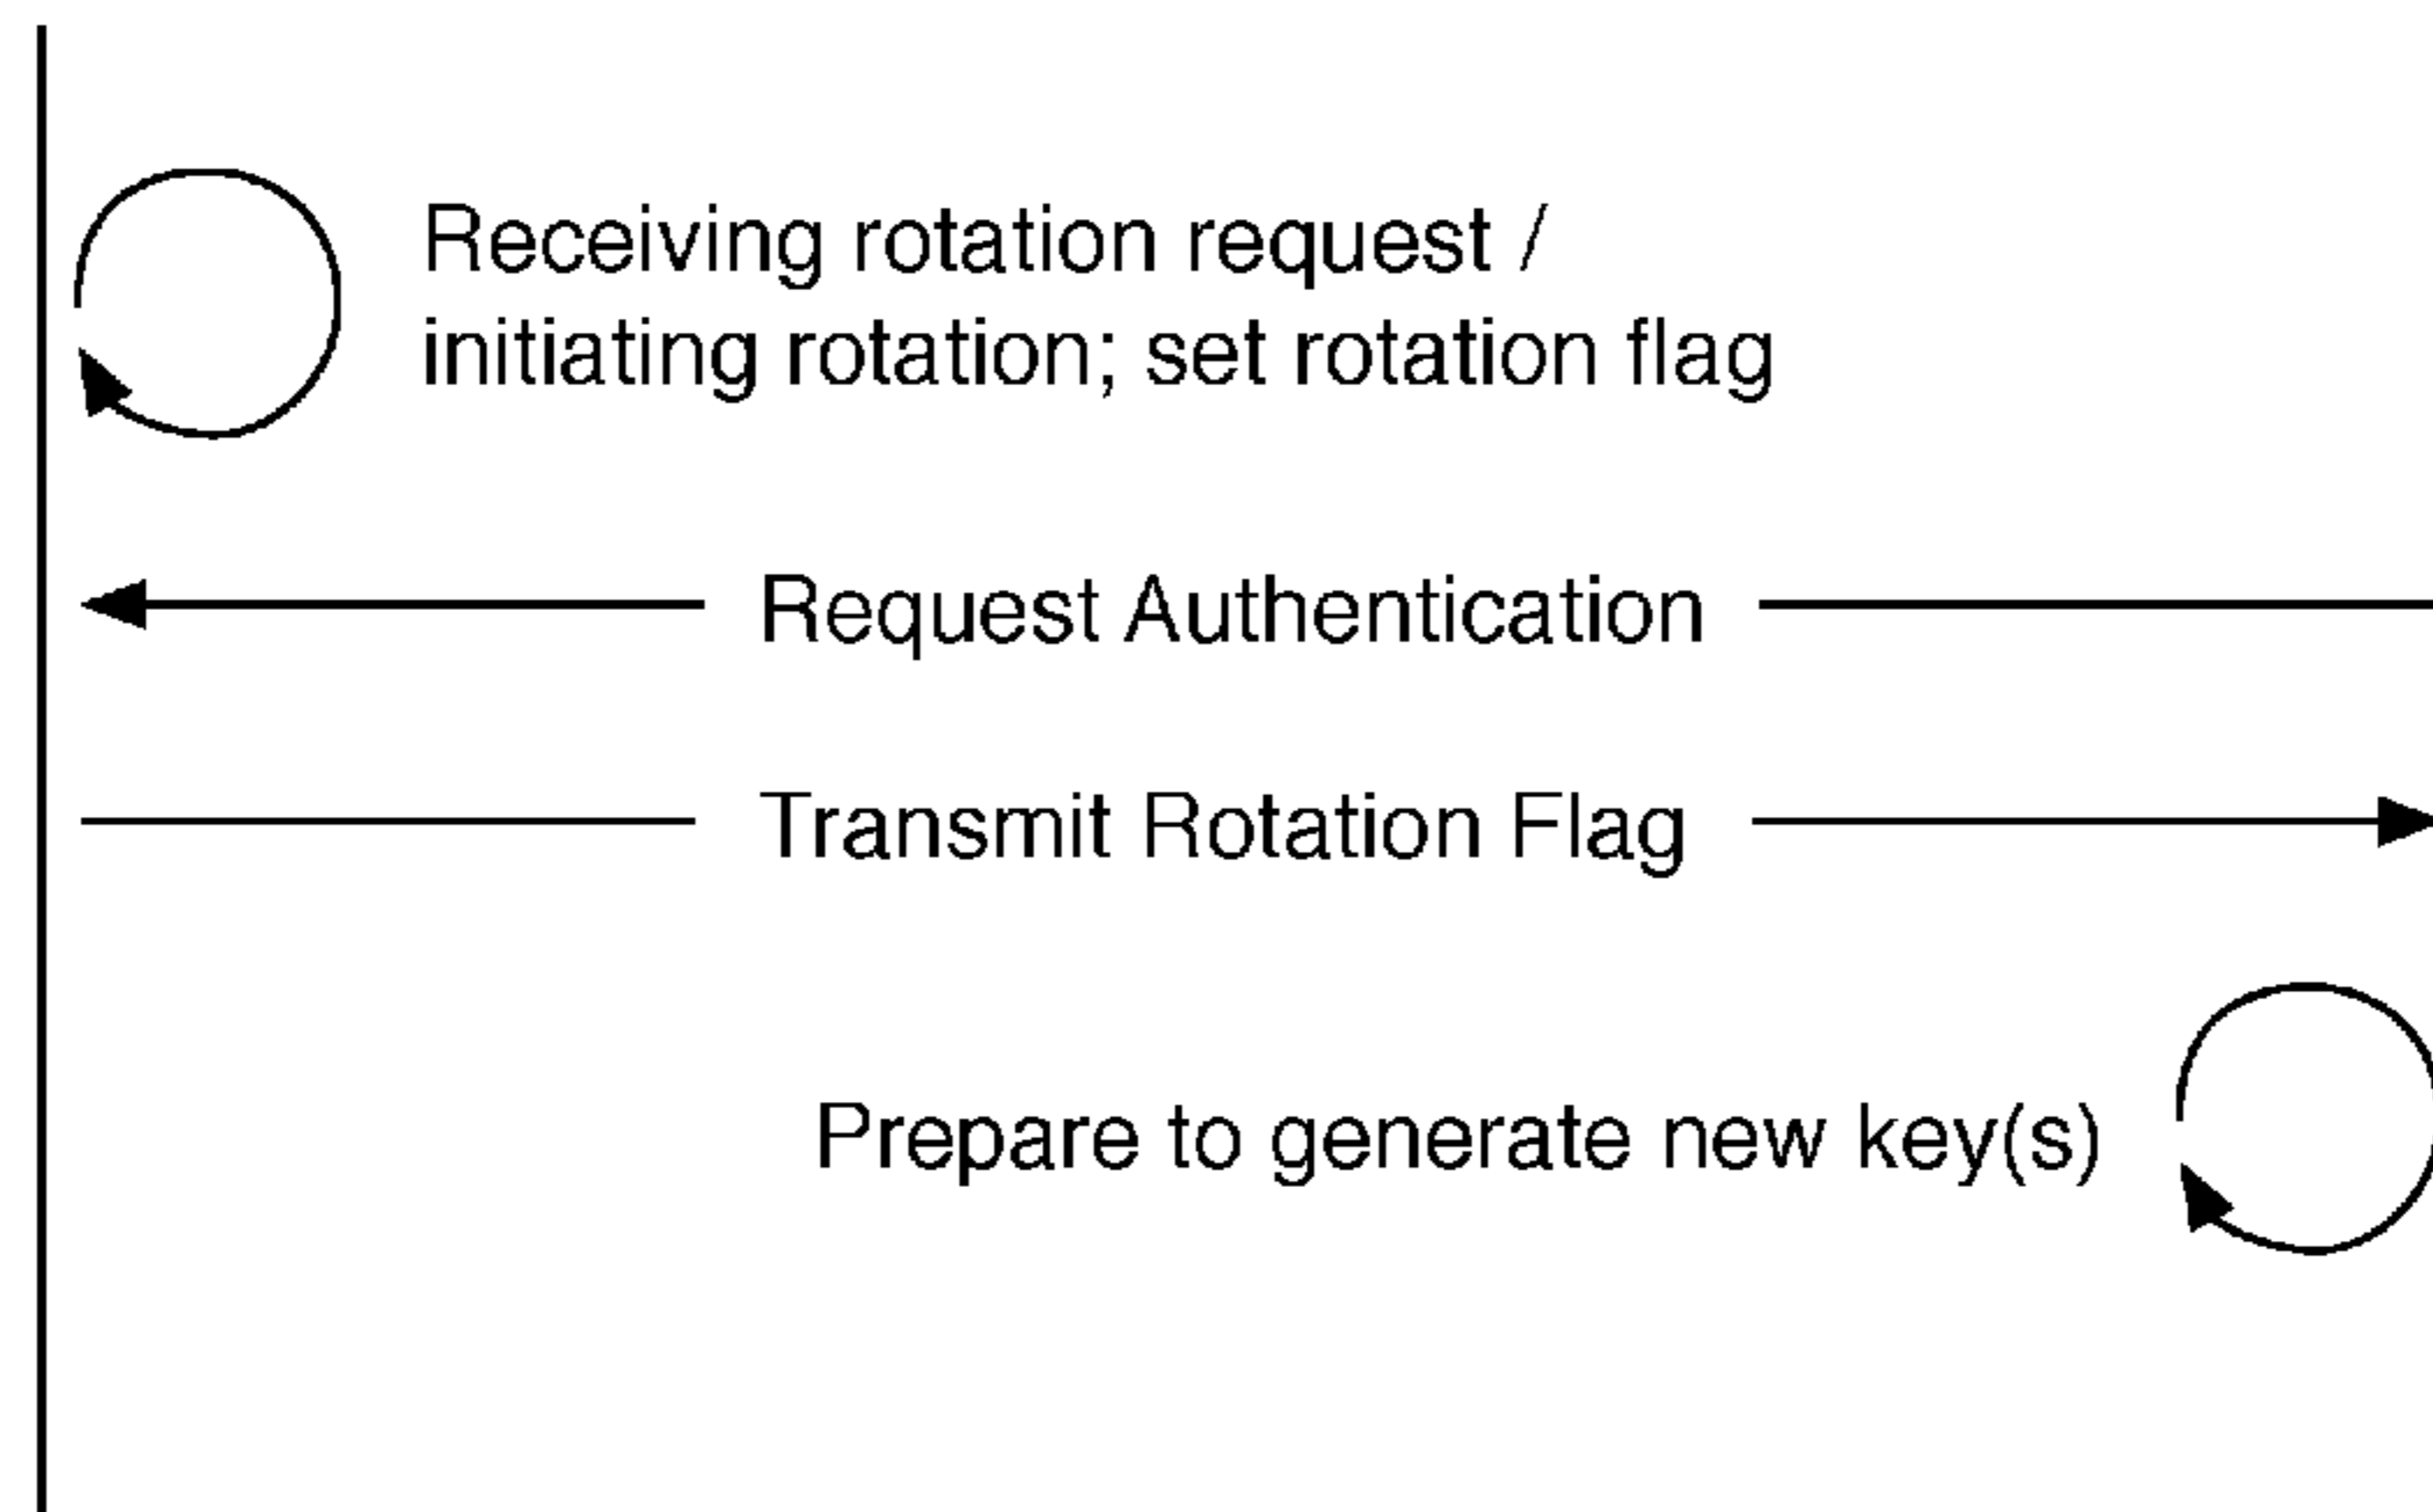 Receiving rotation request /
initiating rotation; set rotation flag
Request Authentication
Transmit Rotation Flag
Prepare to generate new key(s)